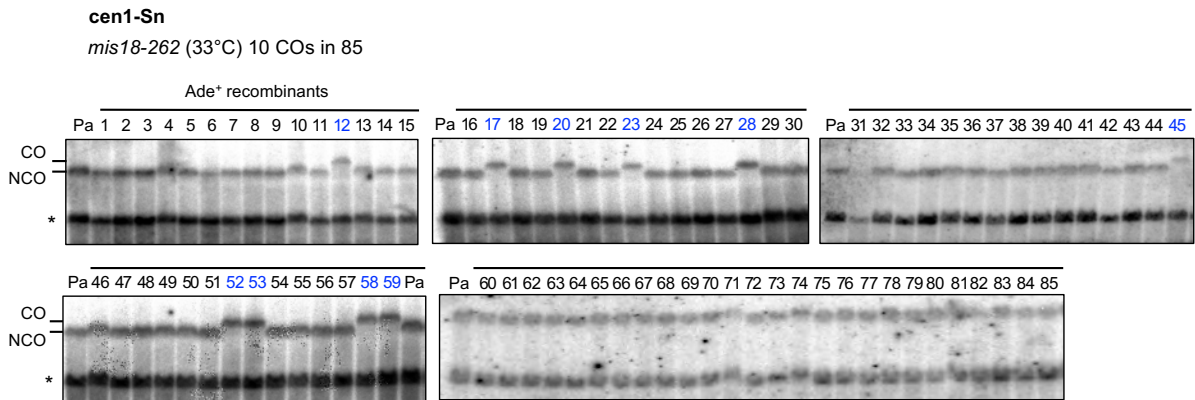 cen1-Sn
mis18-262 (33°C) 10 COs in 85
Ade+ recombinants
Pa 1 2 3 4 5 6 7 8 9 10 11 12 13 14 15
Pa 16 17 18 19 20 21 22 23 24 25 26 27 28 29 30
Pa 31 32 33 34 35 36 37 38 39 40 41 42 43 44 45
CO
NCO
*
Pa 46 47 48 49 50 51 52 53 54 55 56 57 58 59 Pa
Pa 60 61 62 63 64 65 66 67 68 69 70 71 72 73 74 75 76 77 78 79 80 81 82 83 84 85
CO
NCO
*